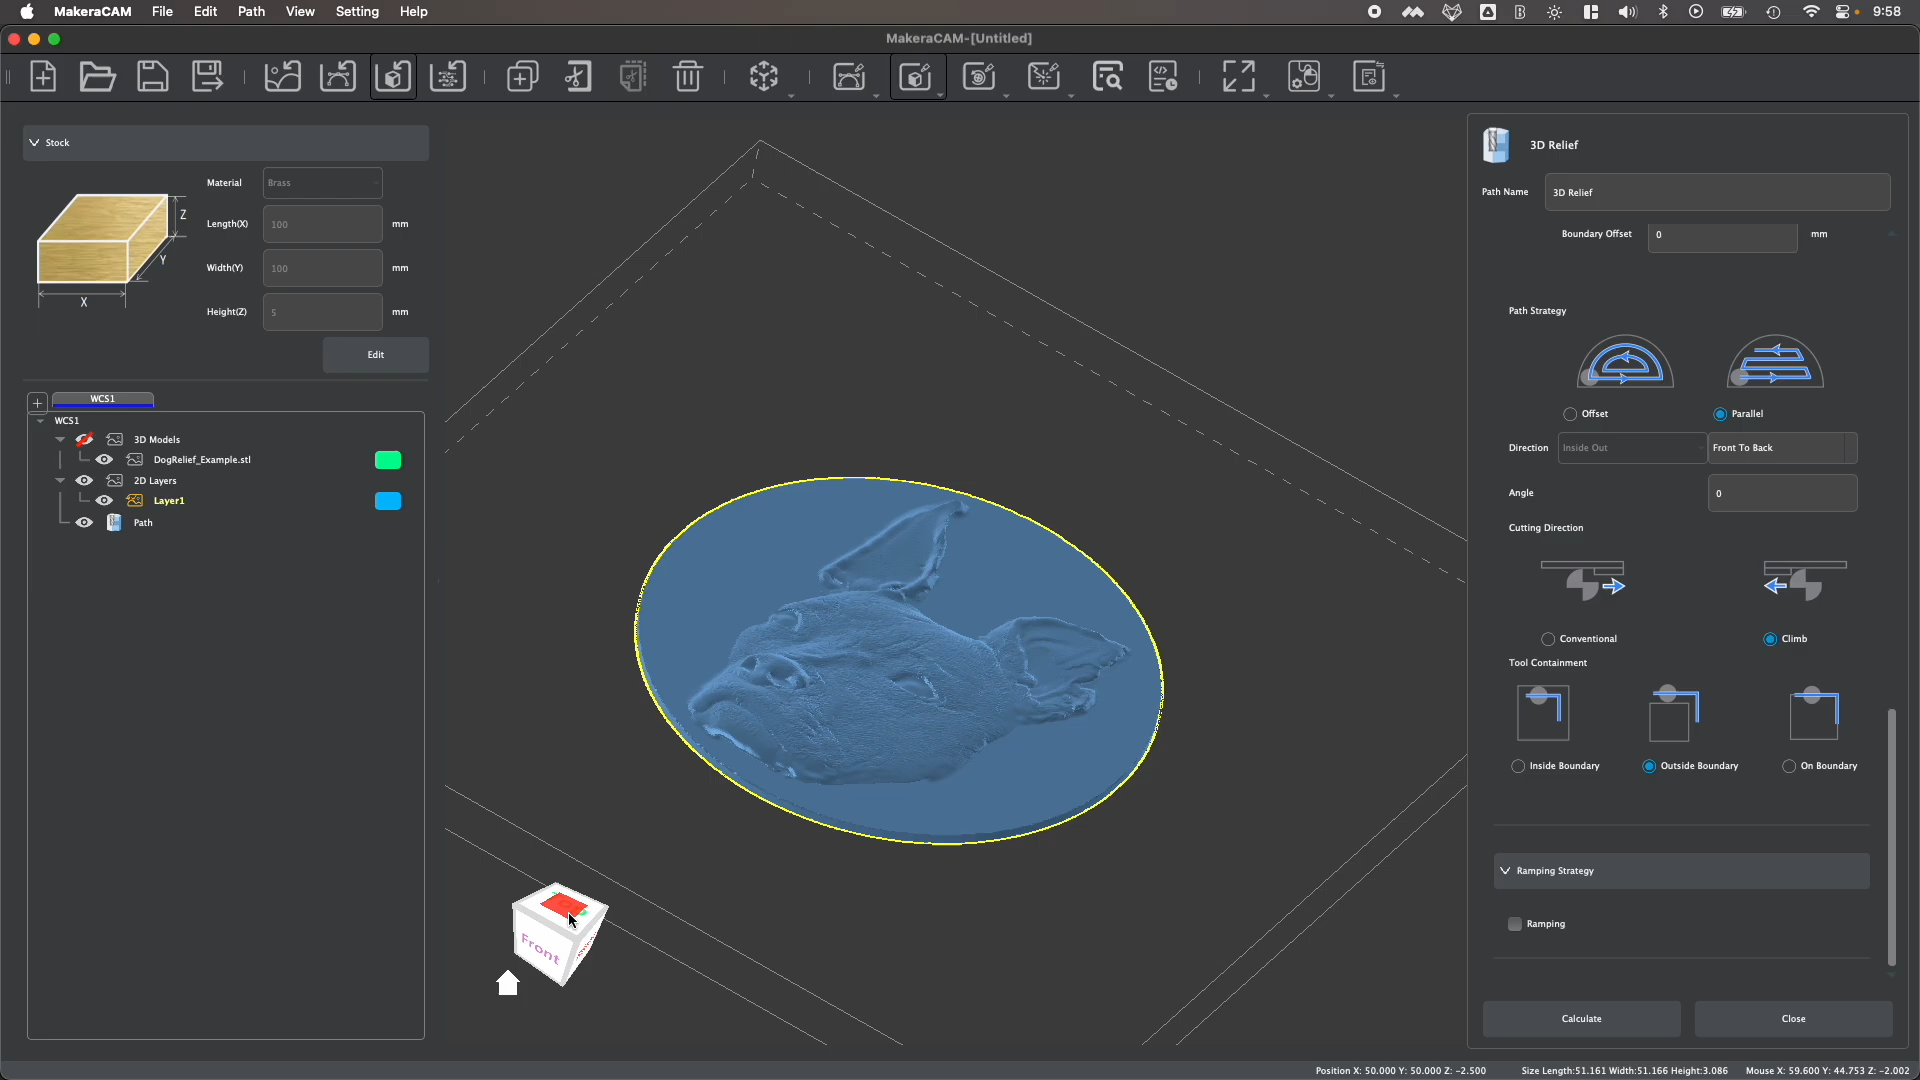 MakeraCAM File Edit Path View Setting Help 9:58
MakeraCAM-[Untitled]
Stock
Material Brass
Length(X) 100 mm
Width(Y) 100 mm
Height(Z) 5 mm
Z
Y
X
Edit
WCS1
WCS1
3D Models
DogRelief_Example.stl
2D Layers
Layer1
Path
Front
3D Relief
Path Name 3D Relief
Boundary Offset 0 mm
Path Strategy
Offset Parallel
Direction Inside Out Front To Back
Angle 0
Cutting Direction
Conventional Climb
Tool Containment
Inside Boundary Outside Boundary On Boundary
Ramping Strategy
Ramping
Calculate Close
Position X: 50.000 Y: 50.000 Z: -2.500 Size Length:51.161 Width:51.166 Height:3.086 Mouse X: 59.600 Y: 44.753 Z: -2.002